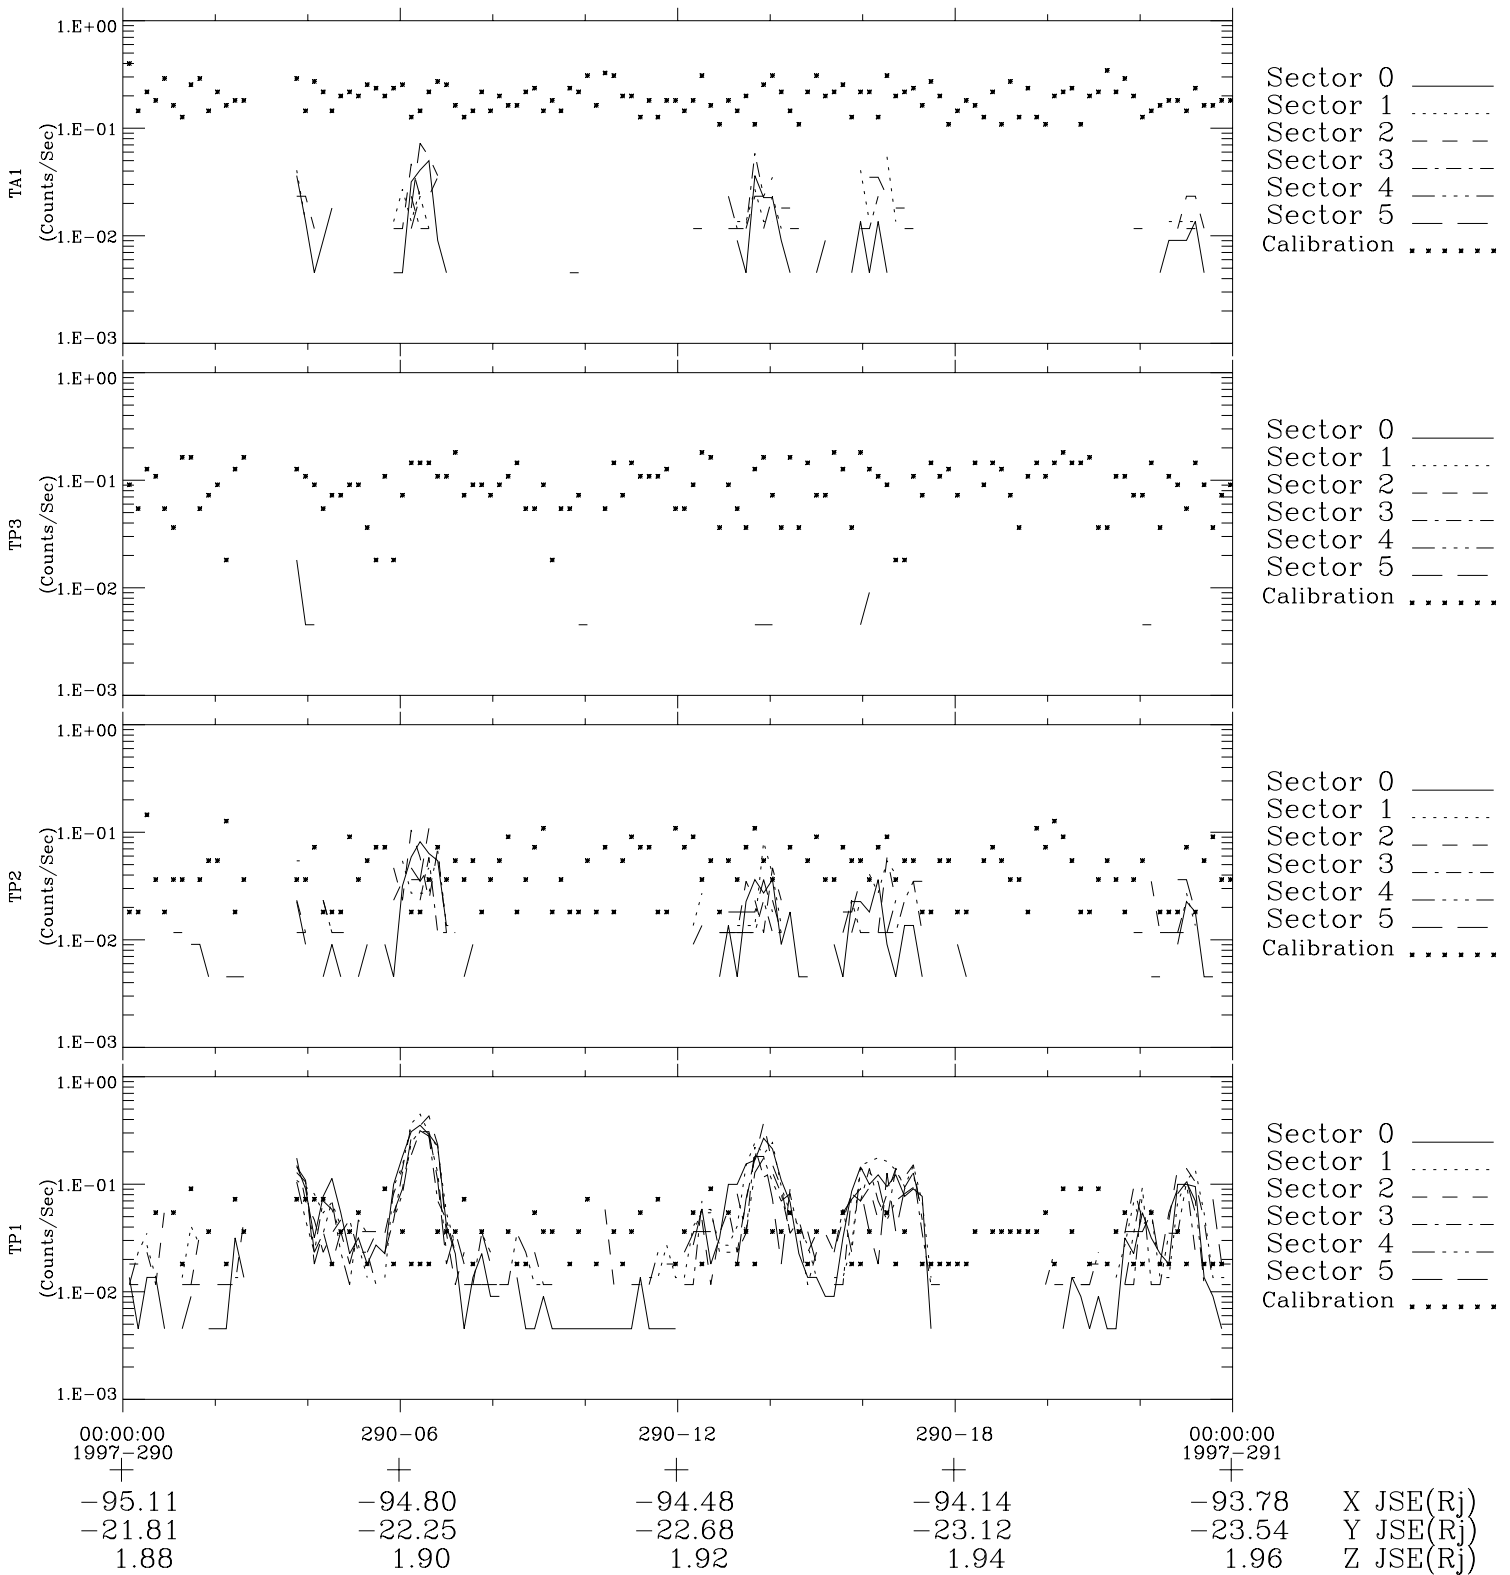 1.E+00
1.E-01
1.E-02
1.E-03
TA1
(Counts/Sec)
Sector 0
Sector 1
Sector 2
Sector 3
Sector 4
Sector 5
Calibration
1.E+00
1.E-01
1.E-02
1.E-03
TP3
(Counts/Sec)
Sector 0
Sector 1
Sector 2
Sector 3
Sector 4
Sector 5
Calibration
1.E+00
1.E-01
1.E-02
1.E-03
TP2
(Counts/Sec)
Sector 0
Sector 1
Sector 2
Sector 3
Sector 4
Sector 5
Calibration
1.E+00
1.E-01
1.E-02
1.E-03
TP1
(Counts/Sec)
Sector 0
Sector 1
Sector 2
Sector 3
Sector 4
Sector 5
Calibration
00:00:00 290-06 290-12 290-18 00:00:00
1997-290 1997-291
-95.11 -94.80 -94.48 -94.14 -93.78 X JSE(Rj)
-21.81 -22.25 -22.68 -23.12 -23.54 Y JSE(Rj)
1.88 1.90 1.92 1.94 1.96 Z JSE(Rj)